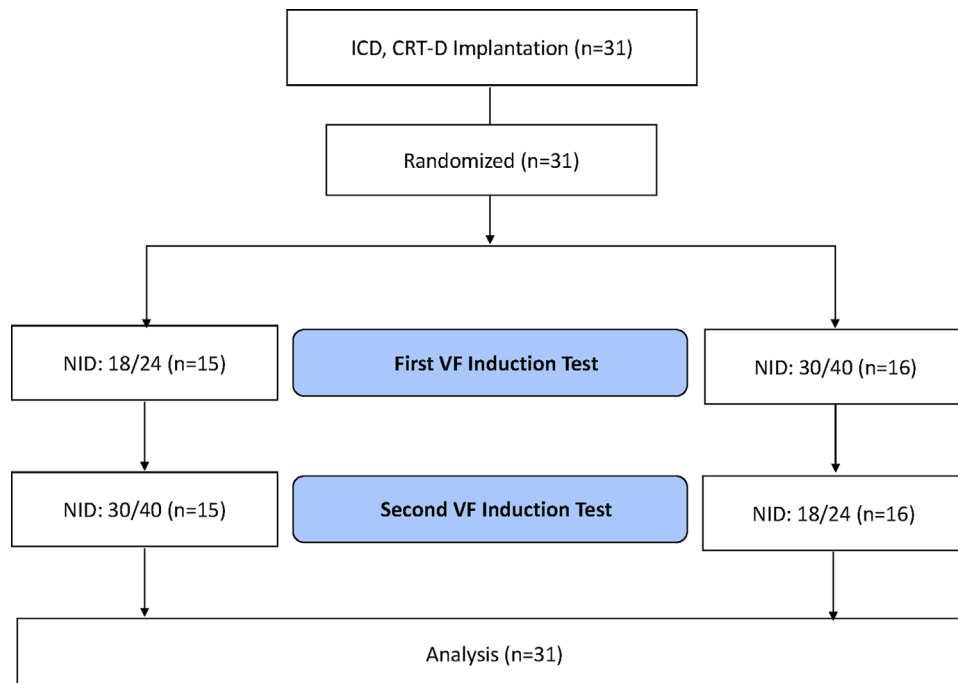 ICD, CRT-D Implantation (n=31)
Randomized (n=31)
NID: 18/24 (n=15)
First VF Induction Test
NID: 30/40 (n=16)
NID: 30/40 (n=15)
Second VF Induction Test
NID: 18/24 (n=16)
Analysis (n=31)